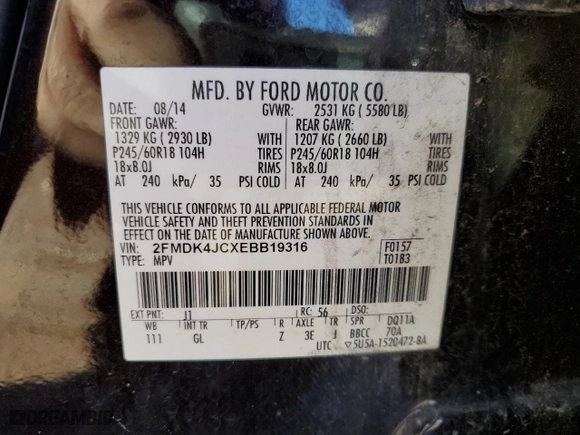 MFD. BY FORD MOTOR CO.
DATE: 08/14 GVWR: 2531 KG ( 5580 LB)
FRONT GAWR: REAR GAWR:
1329 KG ( 2930 LB) WITH 1207 KG ( 2660 LB) WITH
P245/60R18 104H TIRES P245/60R18 104H TIRES
18x8.0J RIMS 18x8.0J RIMS
AT 240 kPa/ 35 PSI COLD AT 240 kPa/ 35 PSI COLD
THIS VEHICLE CONFORMS TO ALL APPLICABLE FEDERAL MOTOR
VEHICLE SAFETY AND THEFT PREVENTION STANDARDS IN
EFFECT ON THE DATE OF MANUFACTURE SHOWN ABOVE.
VIN: 2FMDK4JCXEBB19316 F0157
TYPE: MPV T0183
EXT PNT: J1 RC: 56 DSO:
WB INT TR TP/PS R AXLE TR SPR DQ11A
111 GL Z 3E J BBCC 70A
UTC 5U5A-1520472-BA
DRGAMBIO